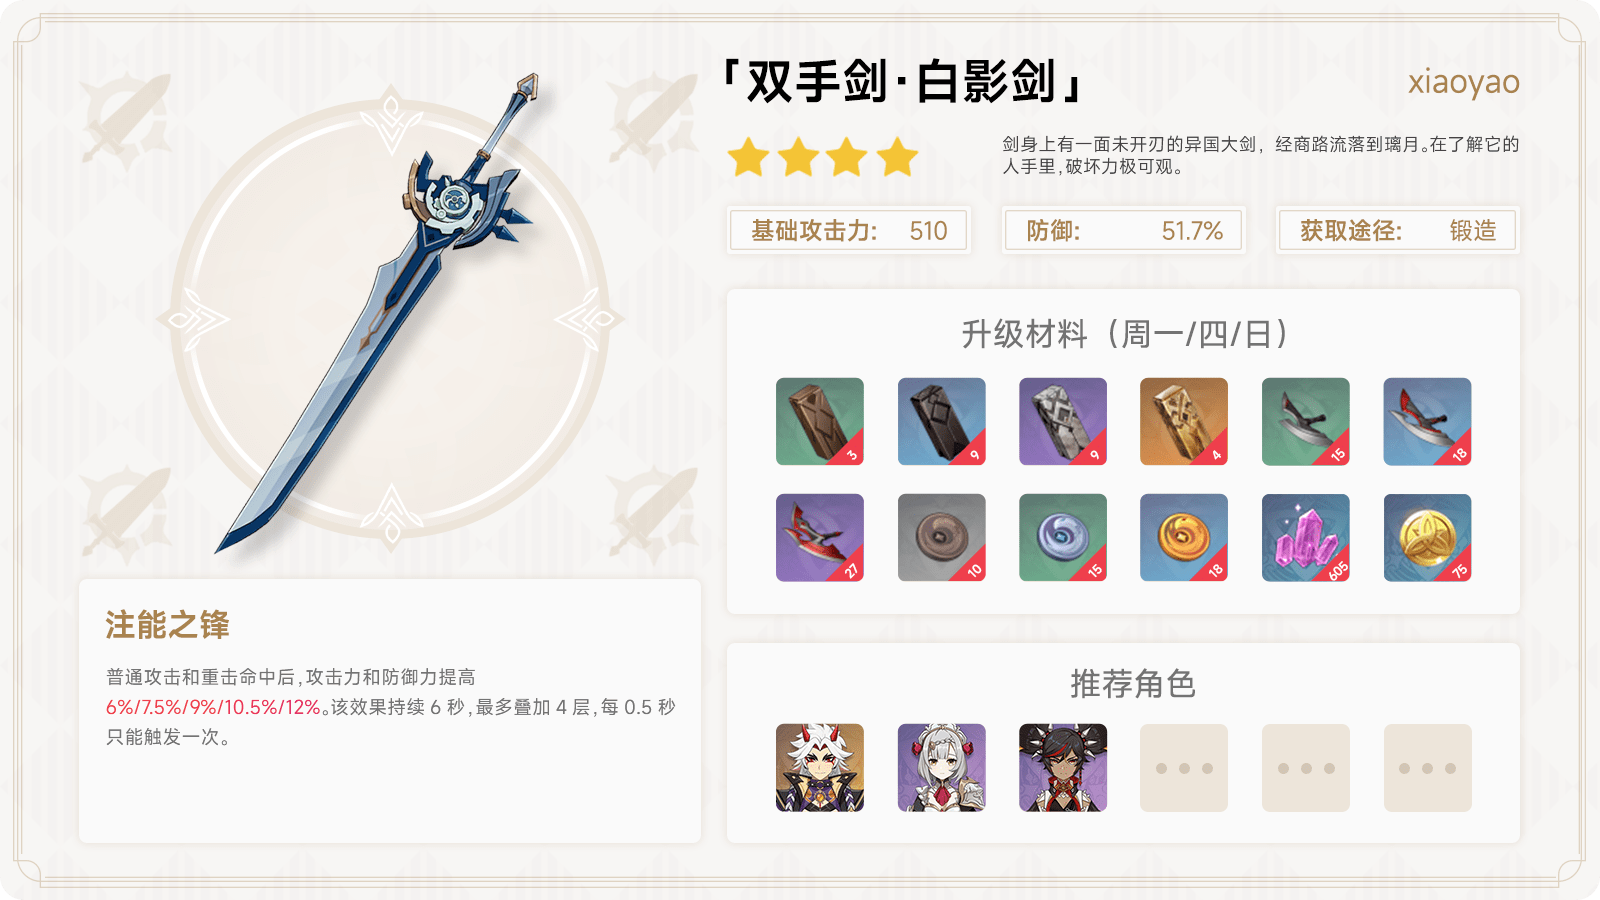 「双手剑·白影剑」
xiaoyao
剑身上有一面未开刃的异国大剑，经商路流落到璃月。在了解它的
人手里，破坏力极可观。
基础攻击力: 510
防御: 51.7%
获取途径: 锻造
升级材料（周一/四/日）
3 9 9 4 15 18
27 10 15 18 605 75
注能之锋
普通攻击和重击命中后，攻击力和防御力提高
6%/7.5%/9%/10.5%/12%。该效果持续 6 秒，最多叠加 4 层，每 0.5 秒
只能触发一次。
推荐角色